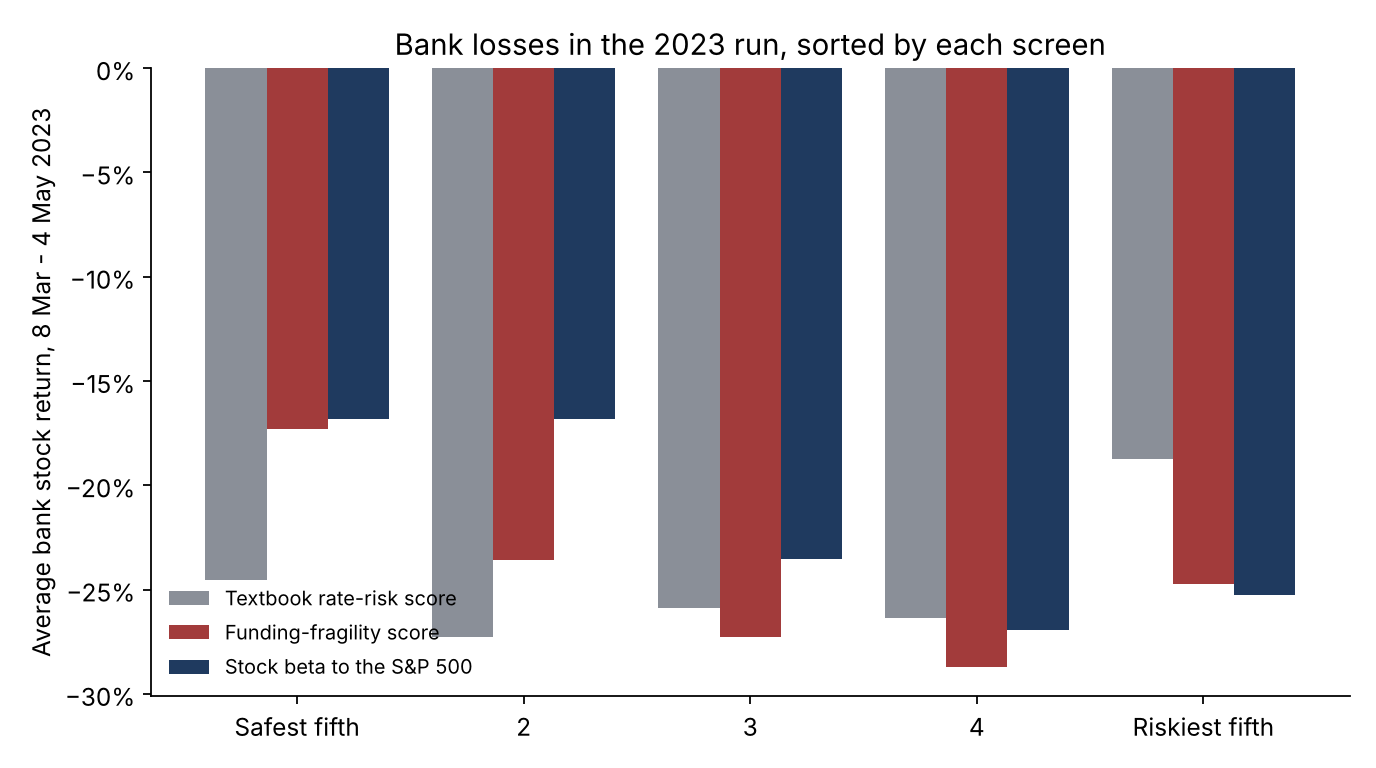 Bank losses in the 2023 run, sorted by each screen
Average bank stock return, 8 Mar - 4 May 2023
0%
−5%
−10%
−15%
−20%
−25%
−30%
Textbook rate-risk score
Funding-fragility score
Stock beta to the S&P 500
Safest fifth
2
3
4
Riskiest fifth